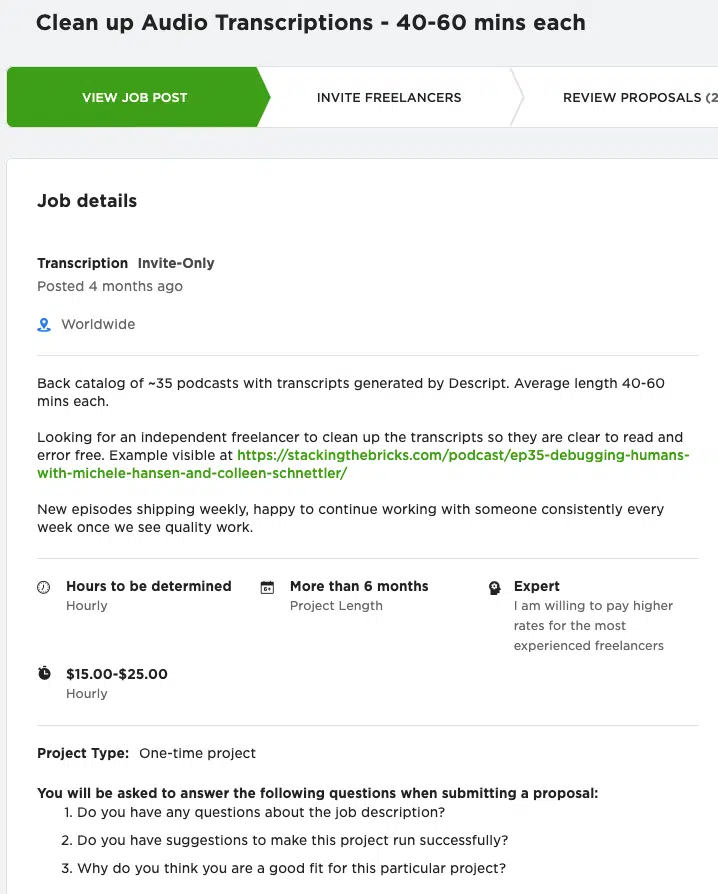 Clean up Audio Transcriptions - 40-60 mins each
VIEW JOB POST
INVITE FREELANCERS
REVIEW PROPOSALS (2
Job details
Transcription Invite-Only
Posted 4 months ago
Worldwide
Back catalog of ~35 podcasts with transcripts generated by Descript. Average length 40-60
mins each.
Looking for an independent freelancer to clean up the transcripts so they are clear to read and
error free. Example visible at https://stackingthebricks.com/podcast/ep35-debugging-humans-
with-michele-hansen-and-colleen-schnettler/
New episodes shipping weekly, happy to continue working with someone consistently every
week once we see quality work.
Hours to be determined
Hourly
More than 6 months
Project Length
Expert
I am willing to pay higher
rates for the most
experienced freelancers
$15.00-$25.00
Hourly
Project Type: One-time project
You will be asked to answer the following questions when submitting a proposal:
1. Do you have any questions about the job description?
2. Do you have suggestions to make this project run successfully?
3. Why do you think you are a good fit for this particular project?